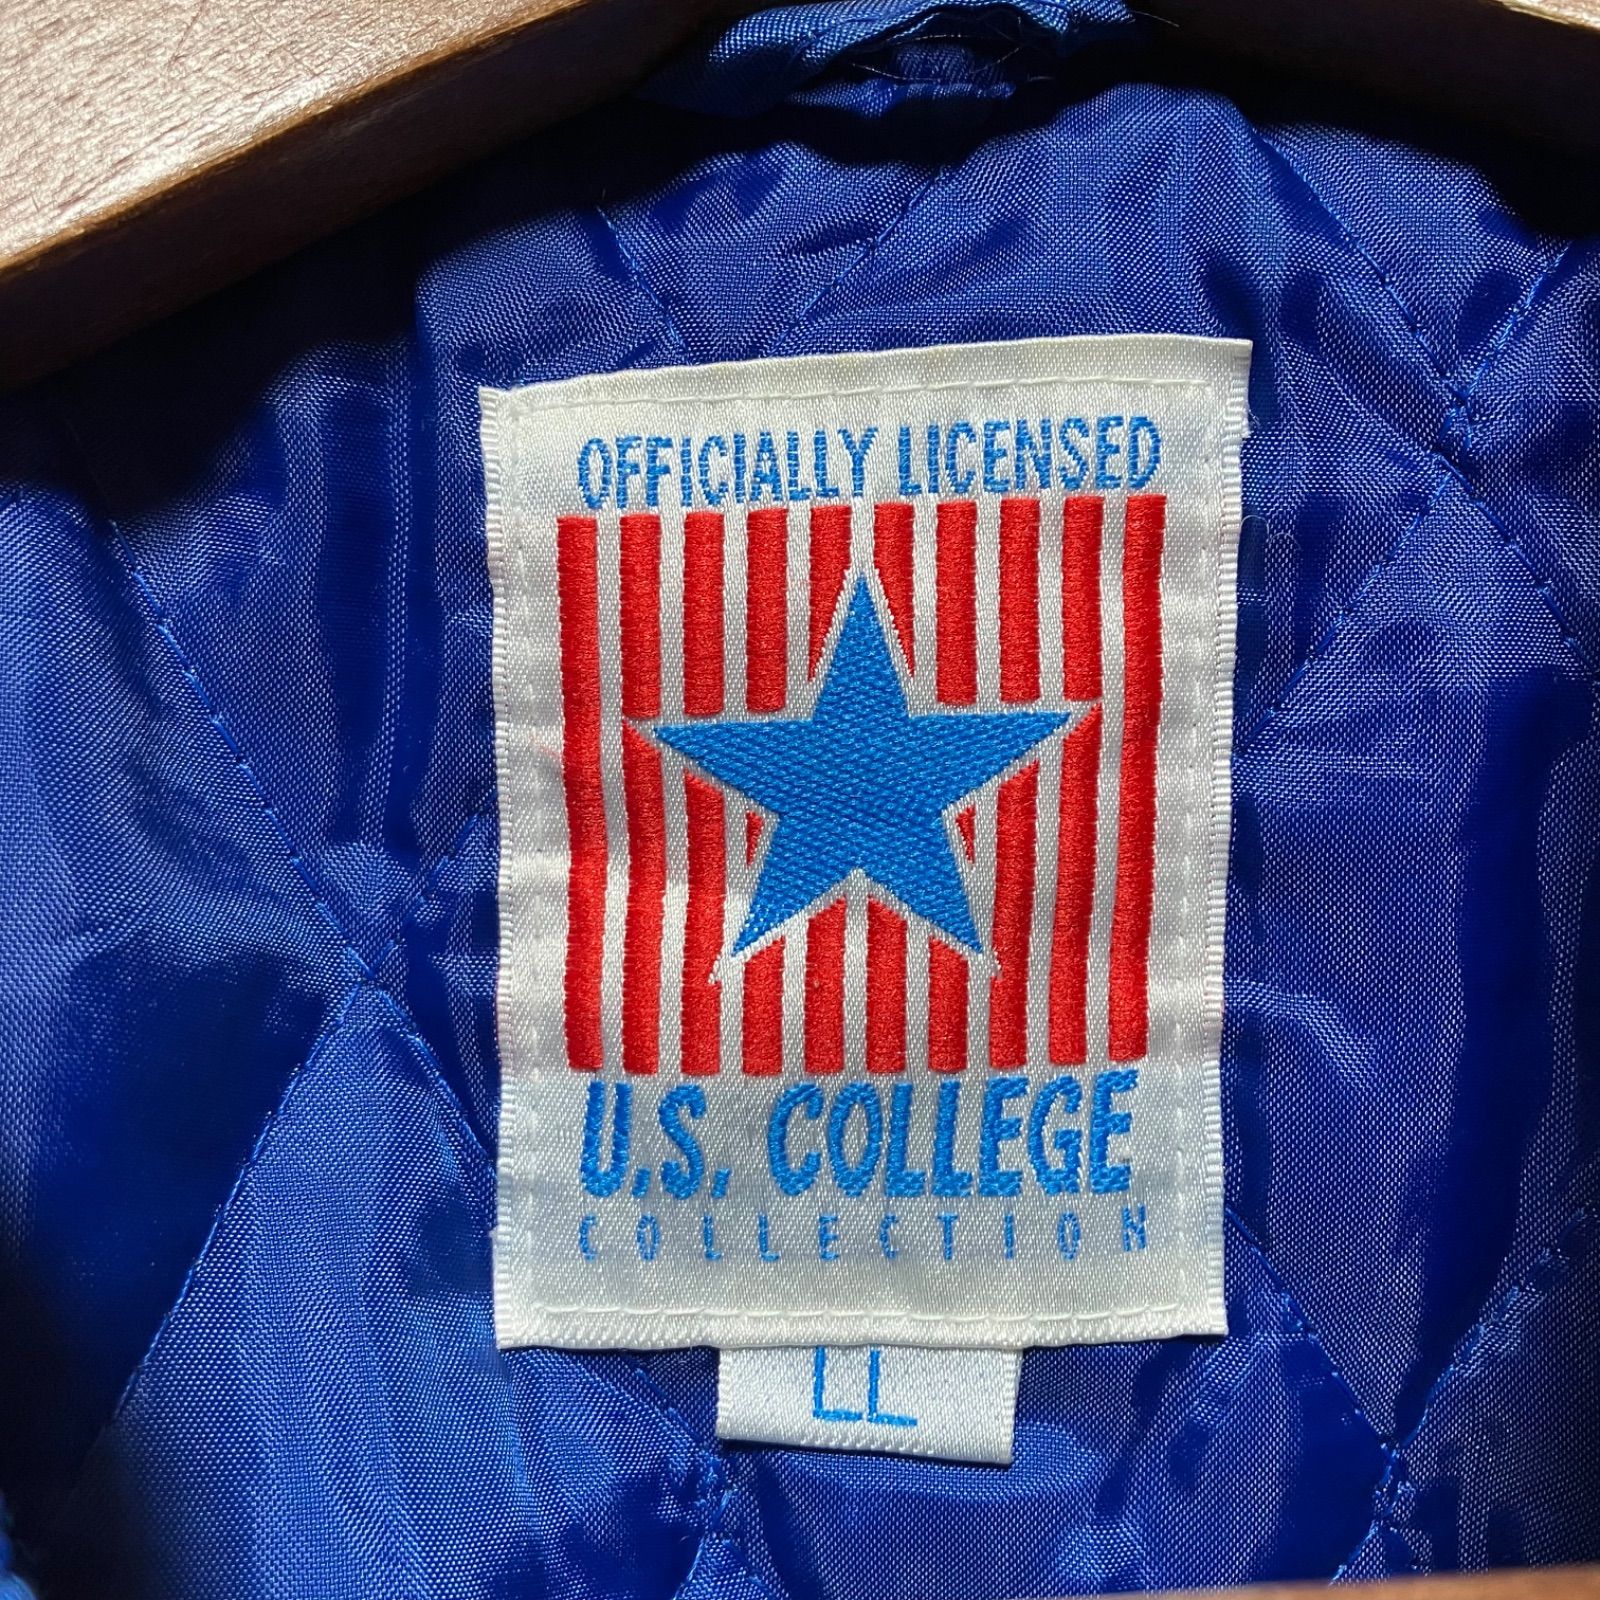 OFFICIALLY LICENSED
U.S. COLLEGE
COLLECTION
LL